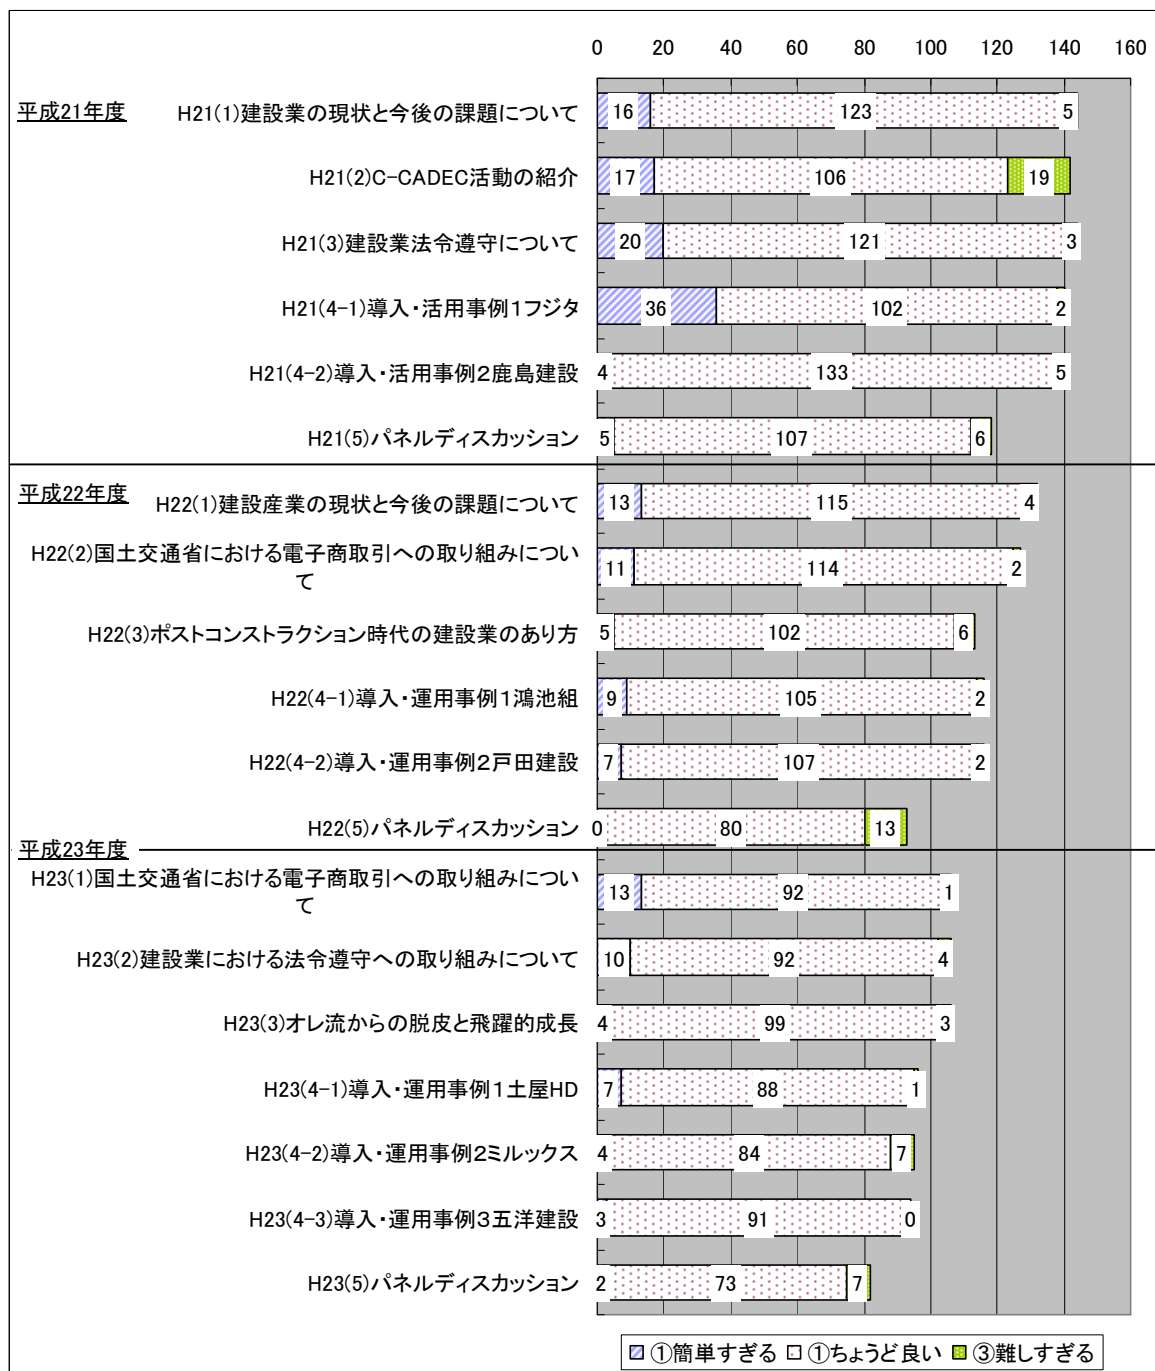 0 20 40 60 80 100 120 140 160
平成21年度
H21(1)建設業の現状と今後の課題について 16 123 5
H21(2)C-CADEC活動の紹介 17 106 19
H21(3)建設業法令遵守について 20 121 3
H21(4-1)導入・活用事例1フジタ 36 102 2
H21(4-2)導入・活用事例2鹿島建設 4 133 5
H21(5)パネルディスカッション 5 107 6
平成22年度
H22(1)建設産業の現状と今後の課題について 13 115 4
H22(2)国土交通省における電子商取引への取り組みについ
て 11 114 2
H22(3)ポストコンストラクション時代の建設業のあり方 5 102 6
H22(4-1)導入・運用事例1鴻池組 9 105 2
H22(4-2)導入・運用事例2戸田建設 7 107 2
H22(5)パネルディスカッション 0 80 13
平成23年度
H23(1)国土交通省における電子商取引への取り組みについ
て 13 92 1
H23(2)建設業における法令遵守への取り組みについて 10 92 4
H23(3)オレ流からの脱皮と飛躍的成長 4 99 3
H23(4-1)導入・運用事例1土屋HD 7 88 1
H23(4-2)導入・運用事例2ミルックス 4 84 7
H23(4-3)導入・運用事例3五洋建設 3 91 0
H23(5)パネルディスカッション 2 73 7
①簡単すぎる ①ちょうど良い ③難しすぎる